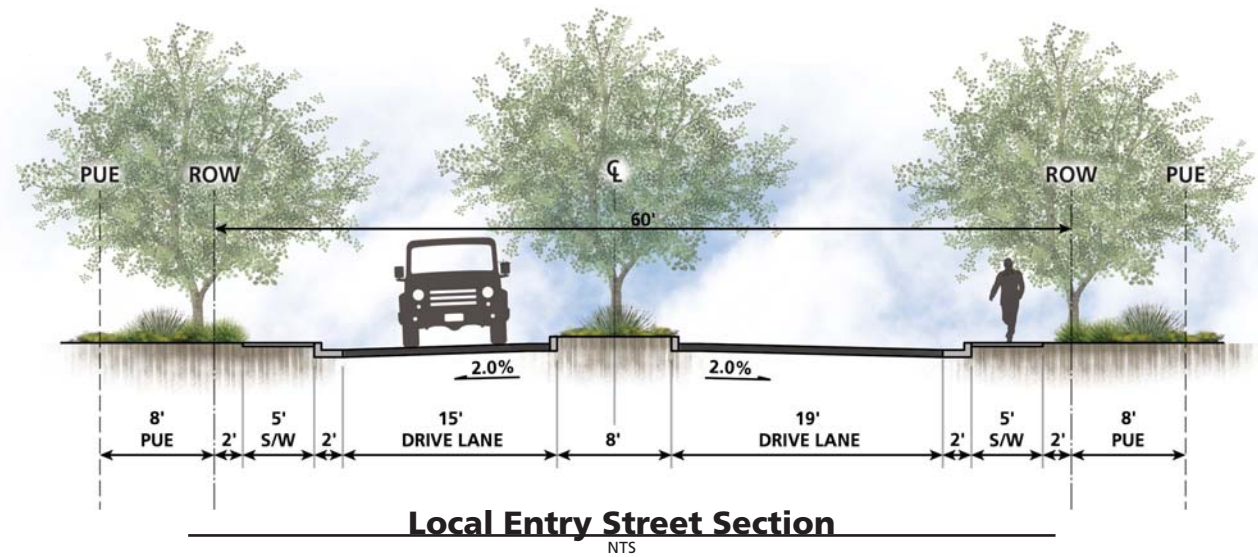 PUE ROW ℄ ROW PUE
60'
2.0% 2.0%
8' 5' 15' 19' 5' 8'
PUE 2' S/W 2' DRIVE LANE 8' DRIVE LANE 2' S/W 2' PUE
Local Entry Street Section
NTS